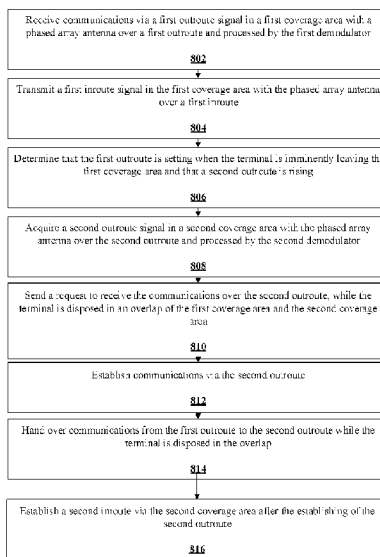 Receive communications via a first outroute signal in a first coverage area with a
phased array antenna over a first outroute and processed by the first demodulator
802
Transmit a first inroute signal in the first coverage area with the phased array antenna
over a first inroute
804
Determine that the first outroute is setting when the terminal is imminently leaving th
first coverage area and that a second outroute is rising
806
Acquire a second outroute signal in a second coverage area with the phased array
antenna over the second outroute and processed by the second demodulator
808
Send a request to receive the communications over the second outroute, while the
terminal is disposed in an overlap of the first coverage area and the second coverage
area
810
Establish communications via the second outroute
812
Hand over communications from the first outroute to the second outroute while the
terminal is disposed in the overlap
814
Establish a second inroute via the second coverage area after the establishing of the
second outroute
816